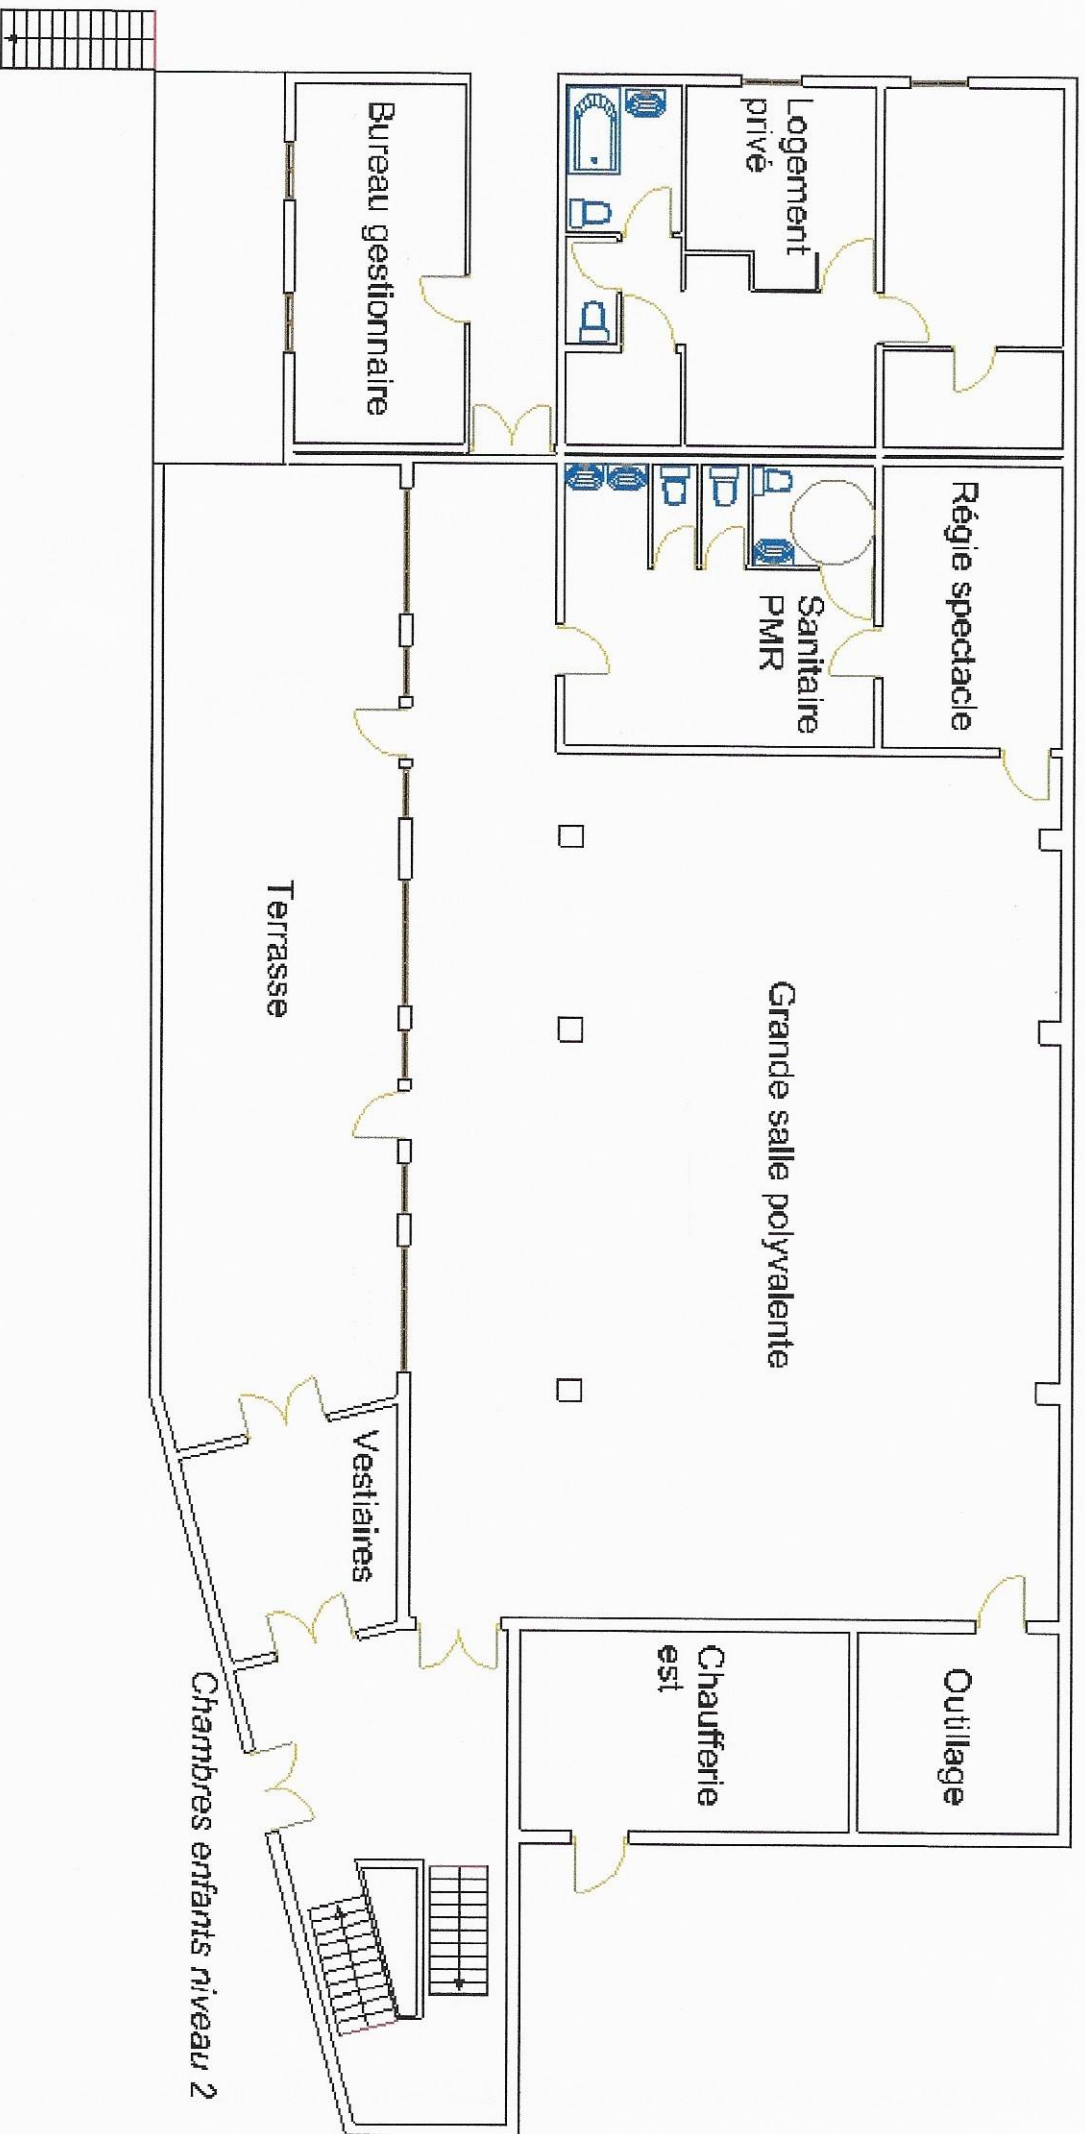 Logement
privé
Régie spectacle
Sanitaire
PMR
Grande salle polyvalente
Outillage
Chaufferie
est
Bureau gestionnaire
Terrasse
Vestiaires
Chambres enfants niveau 2